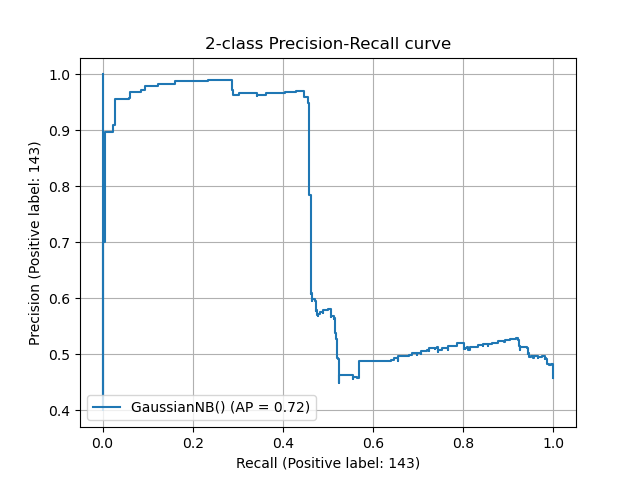 2-class Precision-Recall curve
Precision (Positive label: 143)
1.0
0.9
0.8
0.7
0.6
0.5
0.4
GaussianNB() (AP = 0.72)
0.0 0.2 0.4 0.6 0.8 1.0
Recall (Positive label: 143)